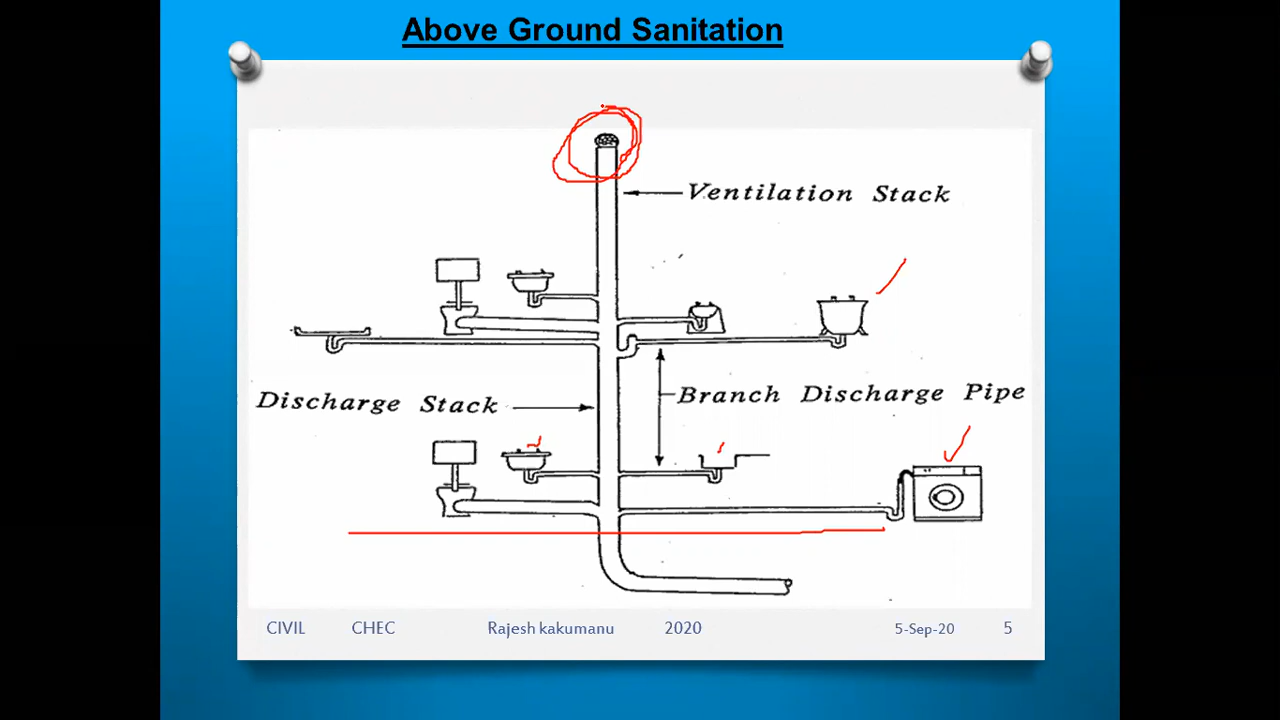 Above Ground Sanitation
Ventilation Stack
Discharge Stack
Branch Discharge Pipe
CIVIL CHEC Rajesh kakumanu 2020 5-Sep-20 5